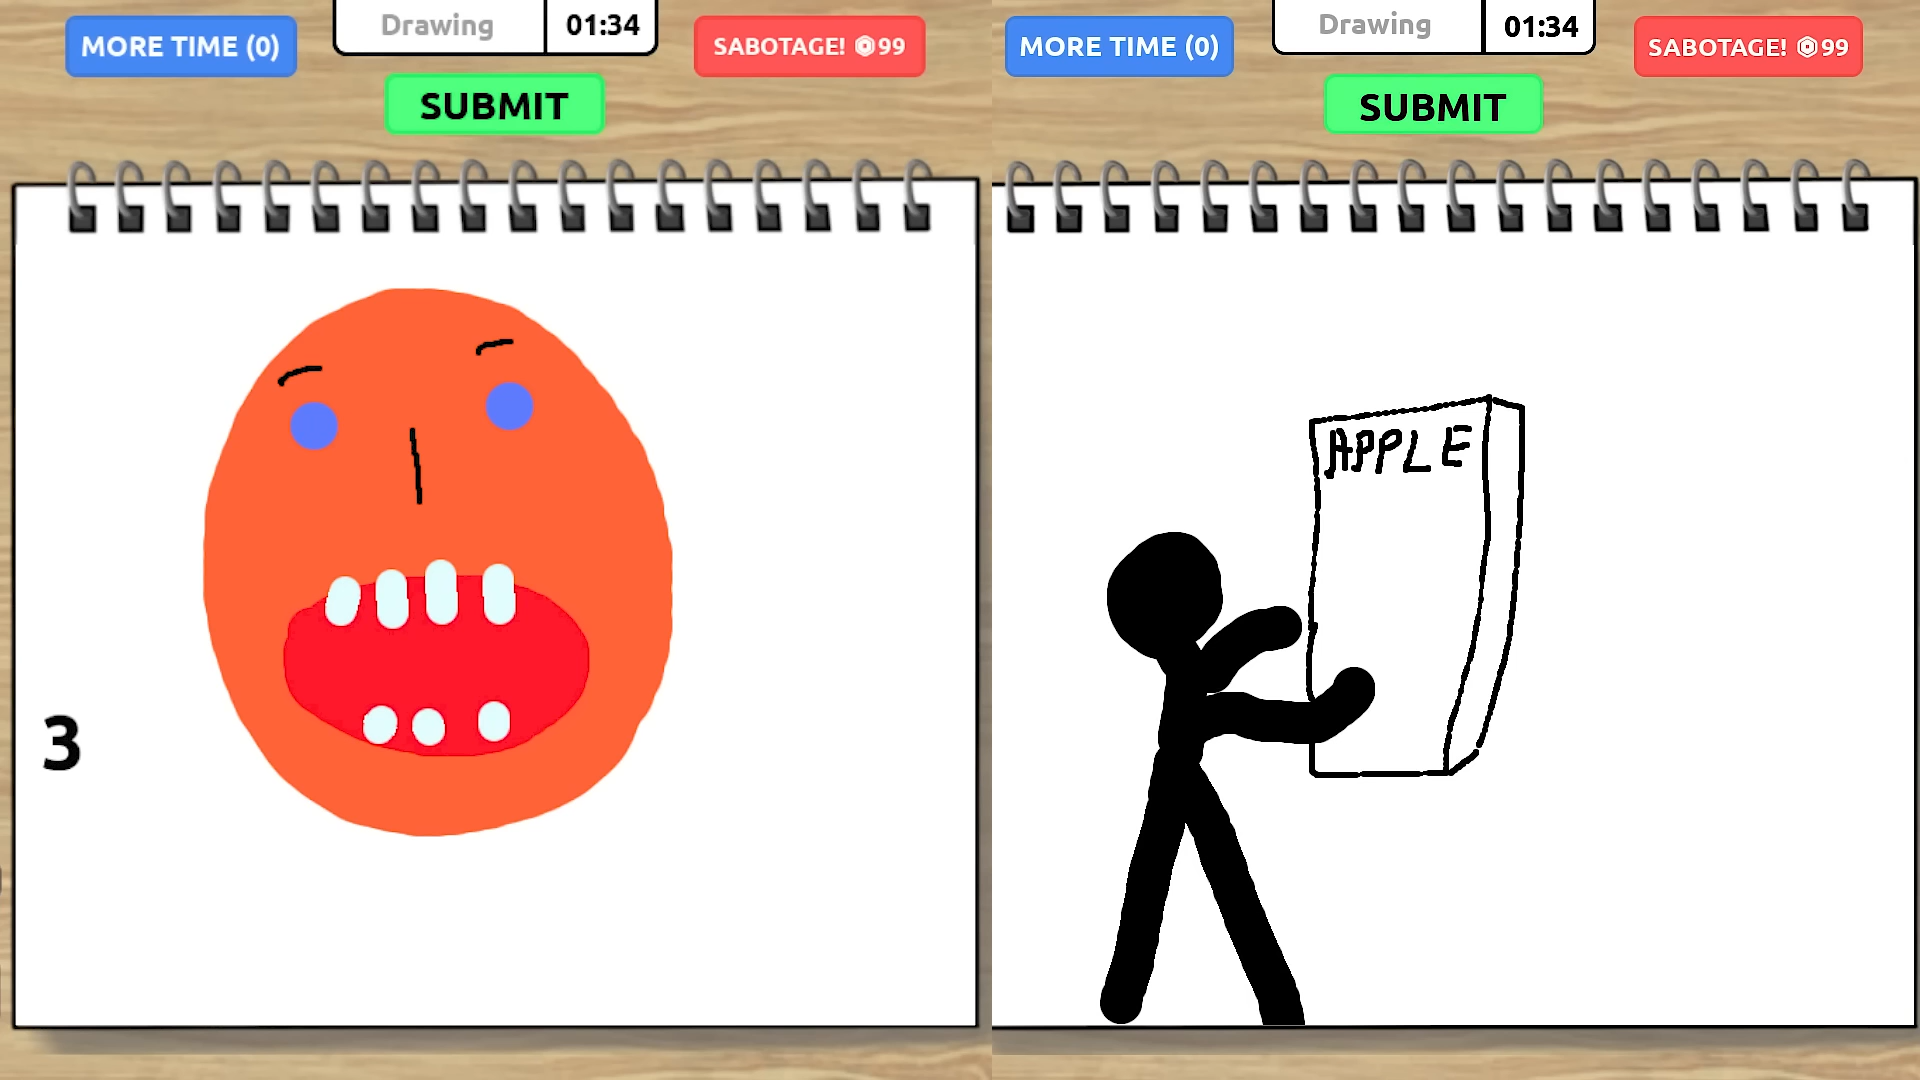 MORE TIME (0)
Drawing
01:34
SABOTAGE! 99
SUBMIT
3
MORE TIME (0)
Drawing
01:34
SABOTAGE! 99
SUBMIT
APPLE